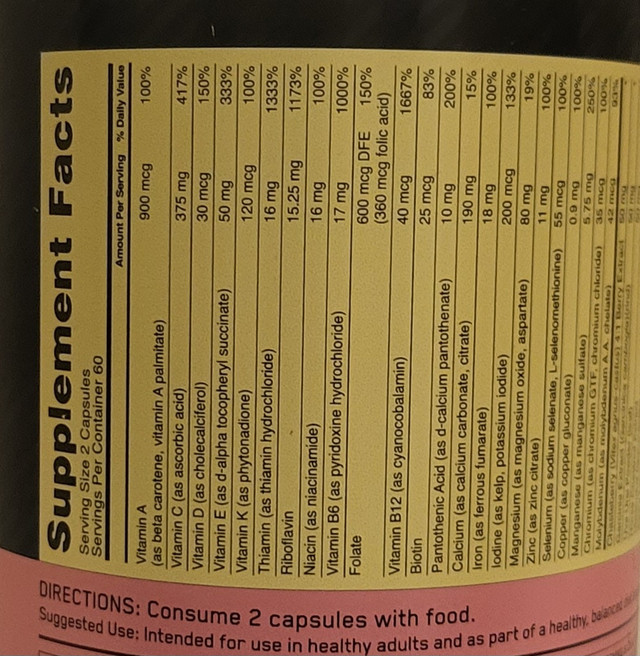 Supplement Facts
Serving Size 2 Capsules
Servings Per Container 60
Amount Per Serving % Daily Value
Vitamin A 900 mcg 100%
(as beta carotene, vitamin A palmitate)
Vitamin C (as ascorbic acid) 375 mg 417%
Vitamin D (as cholecalciferol) 30 mcg 150%
Vitamin E (as d-alpha tocopheryl succinate) 50 mg 333%
Vitamin K (as phytonadione) 120 mcg 100%
Thiamin (as thiamin hydrochloride) 16 mg 1333%
Riboflavin 15.25 mg 1173%
Niacin (as niacinamide) 16 mg 100%
Vitamin B6 (as pyridoxine hydrochloride) 17 mg 1000%
Folate 600 mcg DFE 150%
(360 mcg folic acid)
Vitamin B12 (as cyanocobalamin) 40 mcg 1667%
Biotin 25 mcg 83%
Pantothenic Acid (as d-calcium pantothenate) 10 mg 200%
Calcium (as calcium carbonate, citrate) 190 mg 15%
Iron (as ferrous fumarate) 18 mg 100%
Iodine (as kelp, potassium iodide) 200 mcg 133%
Magnesium (as magnesium oxide, aspartate) 80 mg 19%
Zinc (as zinc citrate) 11 mg 100%
Selenium (as sodium selenate, L-selenomethionine) 55 mcg 100%
Copper (as copper gluconate) 0.9 mg 100%
Manganese (as manganese sulfate) 5.75 mg 250%
Chromium (as chromium GTF, chromium chloride) 35 mcg 100%
Molybdenum (as molybdenum A.A. chelate) 42 mcg 93%
4:1 Berry Extract 50 mg
DIRECTIONS: Consume 2 capsules with food.
Suggested Use: Intended for use in healthy adults and as part of a healthy, balanced